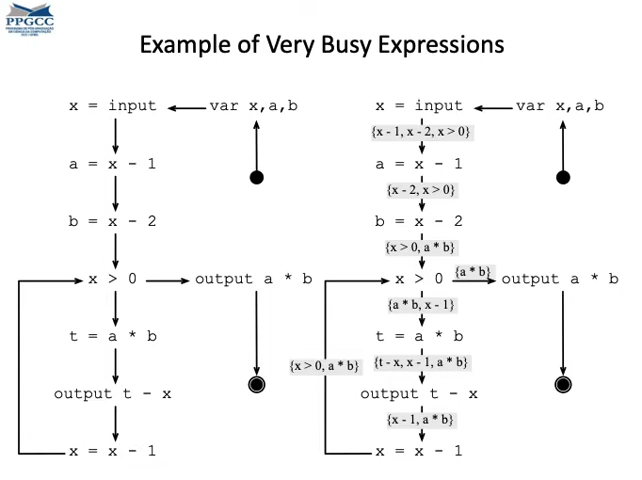 PPGCC
Example of Very Busy Expressions
x = input
var x,a,b
a = x - 1
b = x - 2
x > 0
output a * b
t = a * b
output t - x
x = x - 1
x = input
var x,a,b
{x - 1, x - 2, x > 0}
a = x - 1
{x - 2, x > 0}
b = x - 2
{x > 0, a * b}
x > 0
{a * b}
output a * b
{a * b, x - 1}
t = a * b
{x > 0, a * b}
{t - x, x - 1, a * b}
output t - x
{x - 1, a * b}
x = x - 1